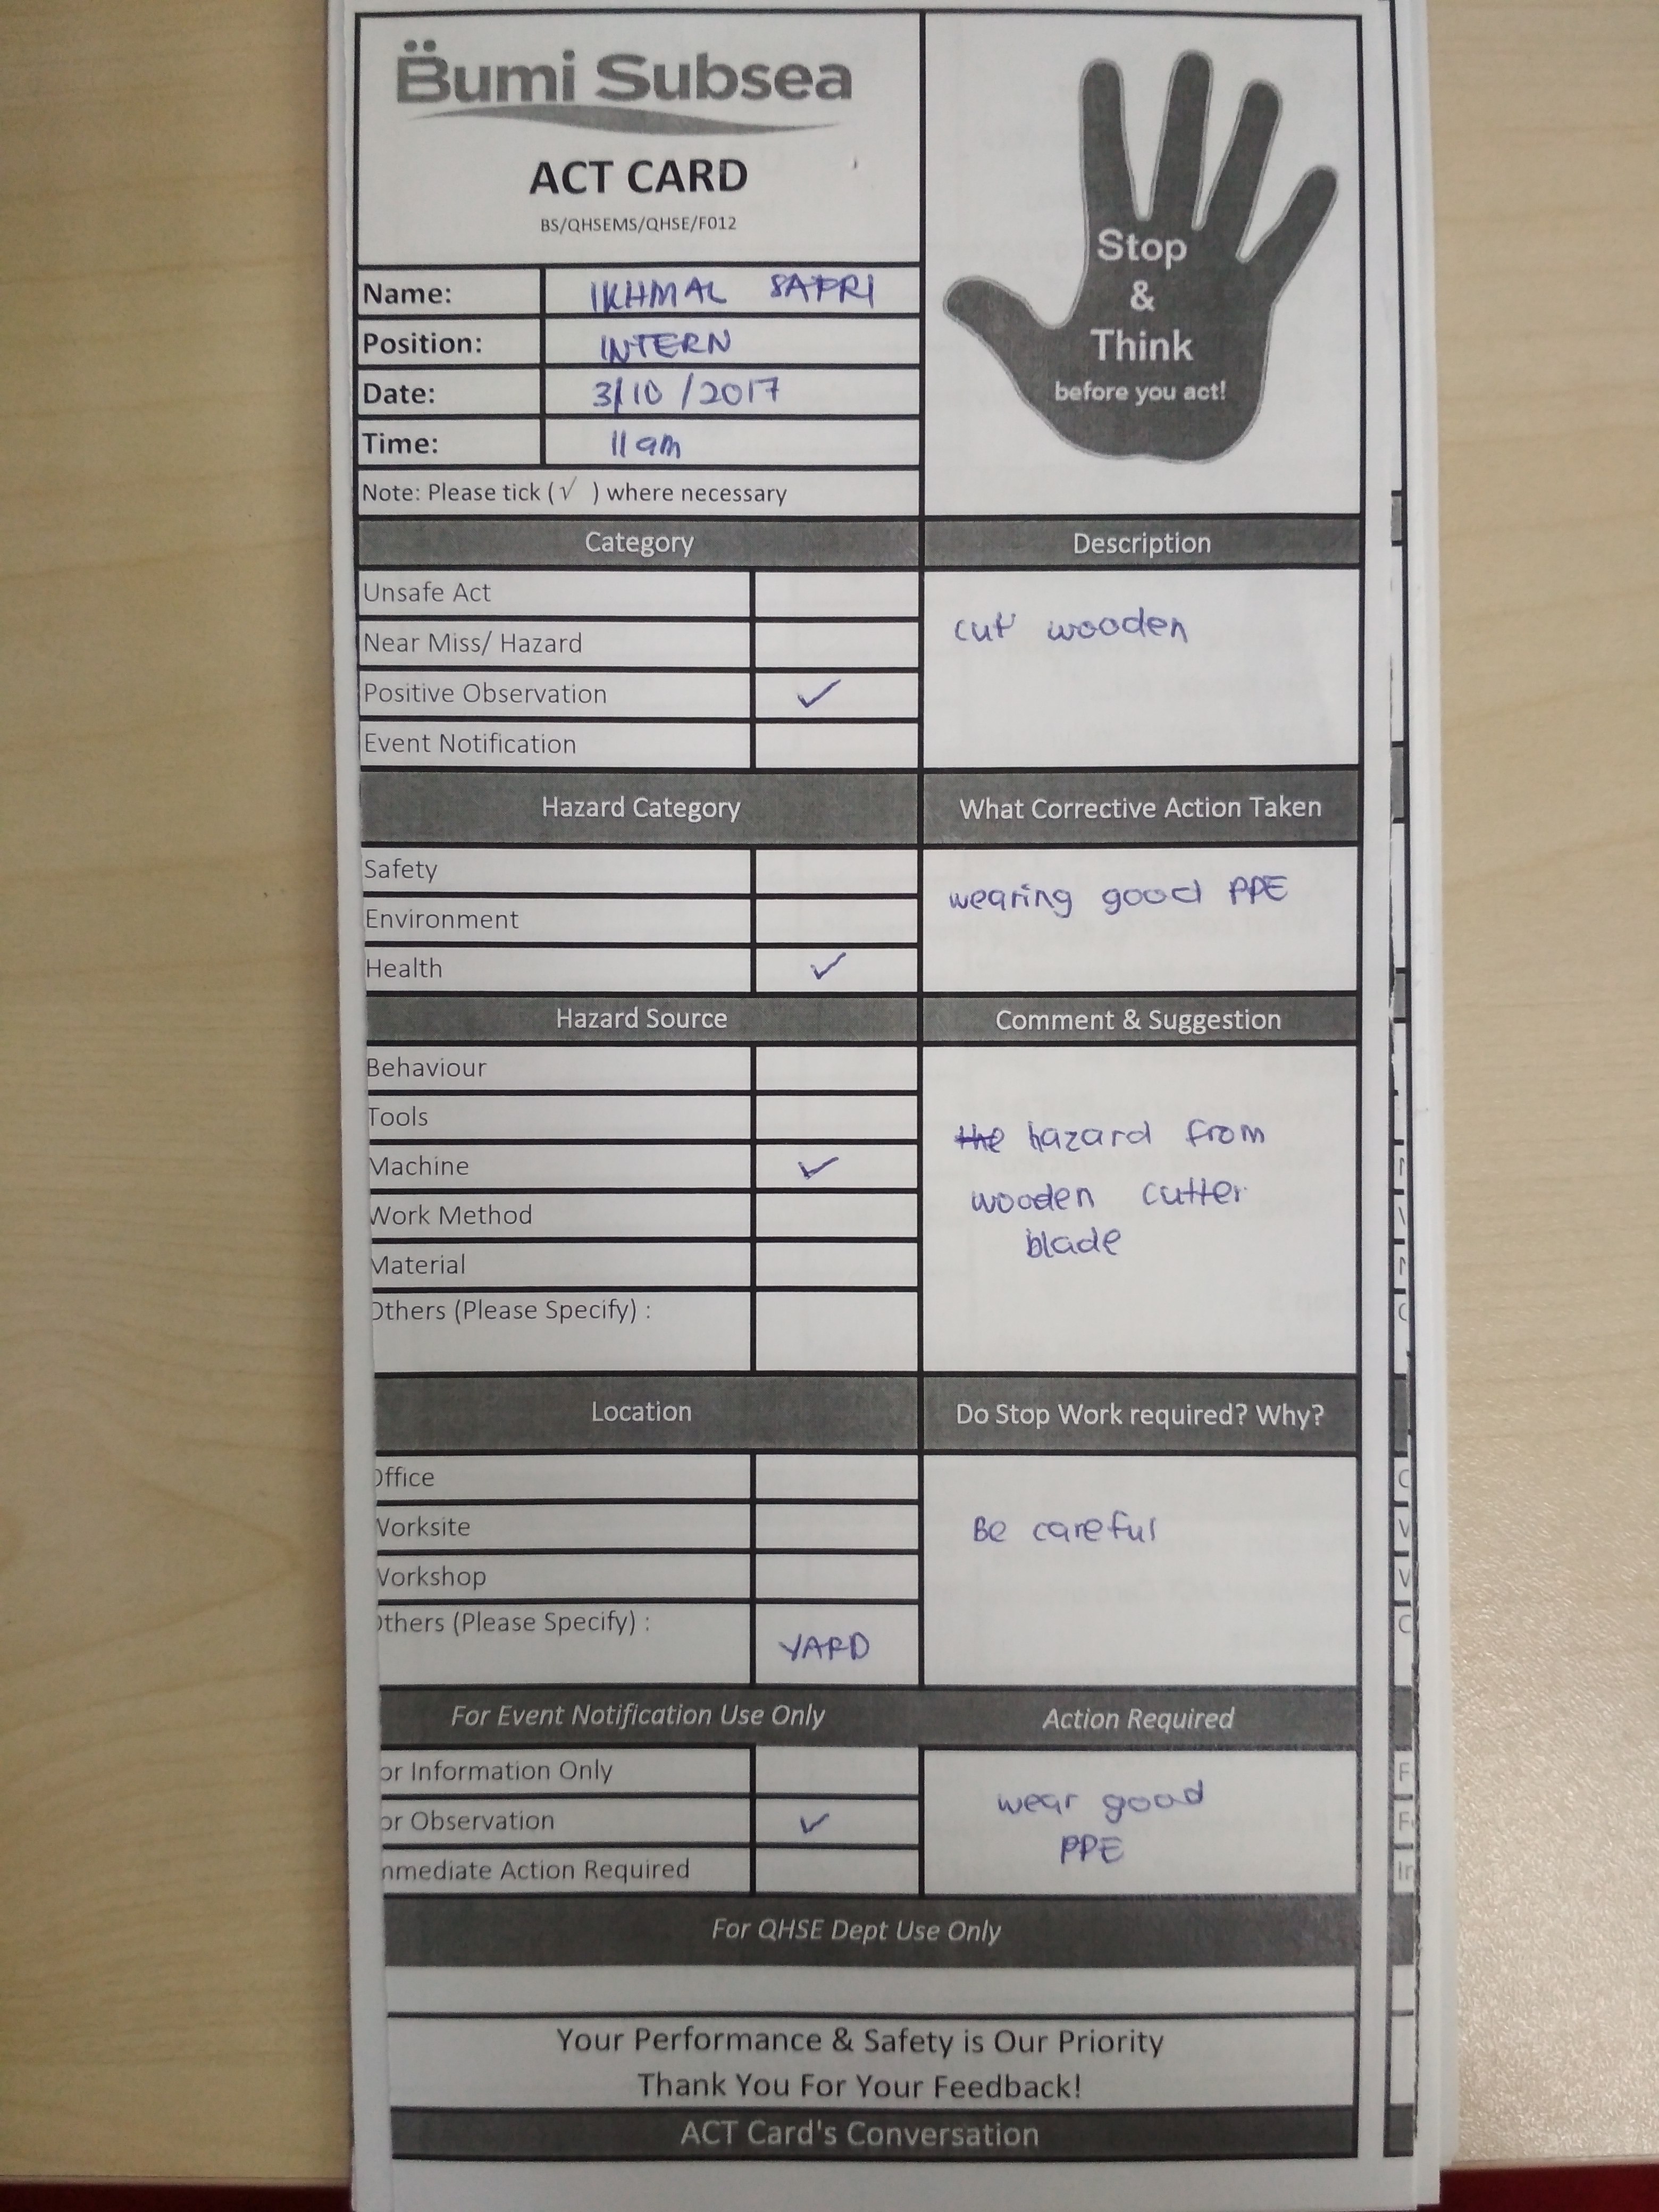 Bumi Subsea
ACT CARD
BS/QHSEMS/QHSE/F012
Stop
&
Think
before you act!
Name: IKHMAL SAPRI
Position: INTERN
Date: 3/10/2017
Time: 11 am
Note: Please tick (√ ) where necessary
Category
Description
Unsafe Act
Near Miss/ Hazard
Positive Observation ✓
Event Notification
cut wooden
Hazard Category
What Corrective Action Taken
Safety
Environment
Health ✓
wearing good PPE
Hazard Source
Comment & Suggestion
Behaviour
Tools
Machine ✓
Work Method
Material
Others (Please Specify) :
the hazard from
wooden cutter
blade
Location
Do Stop Work required? Why?
Office
Worksite
Workshop
Others (Please Specify) :
YARD
Be careful
For Event Notification Use Only
Action Required
or Information Only
or Observation ✓
mmediate Action Required
wear good
PPE
For QHSE Dept Use Only
Your Performance & Safety is Our Priority
Thank You For Your Feedback!
ACT Card's Conversation